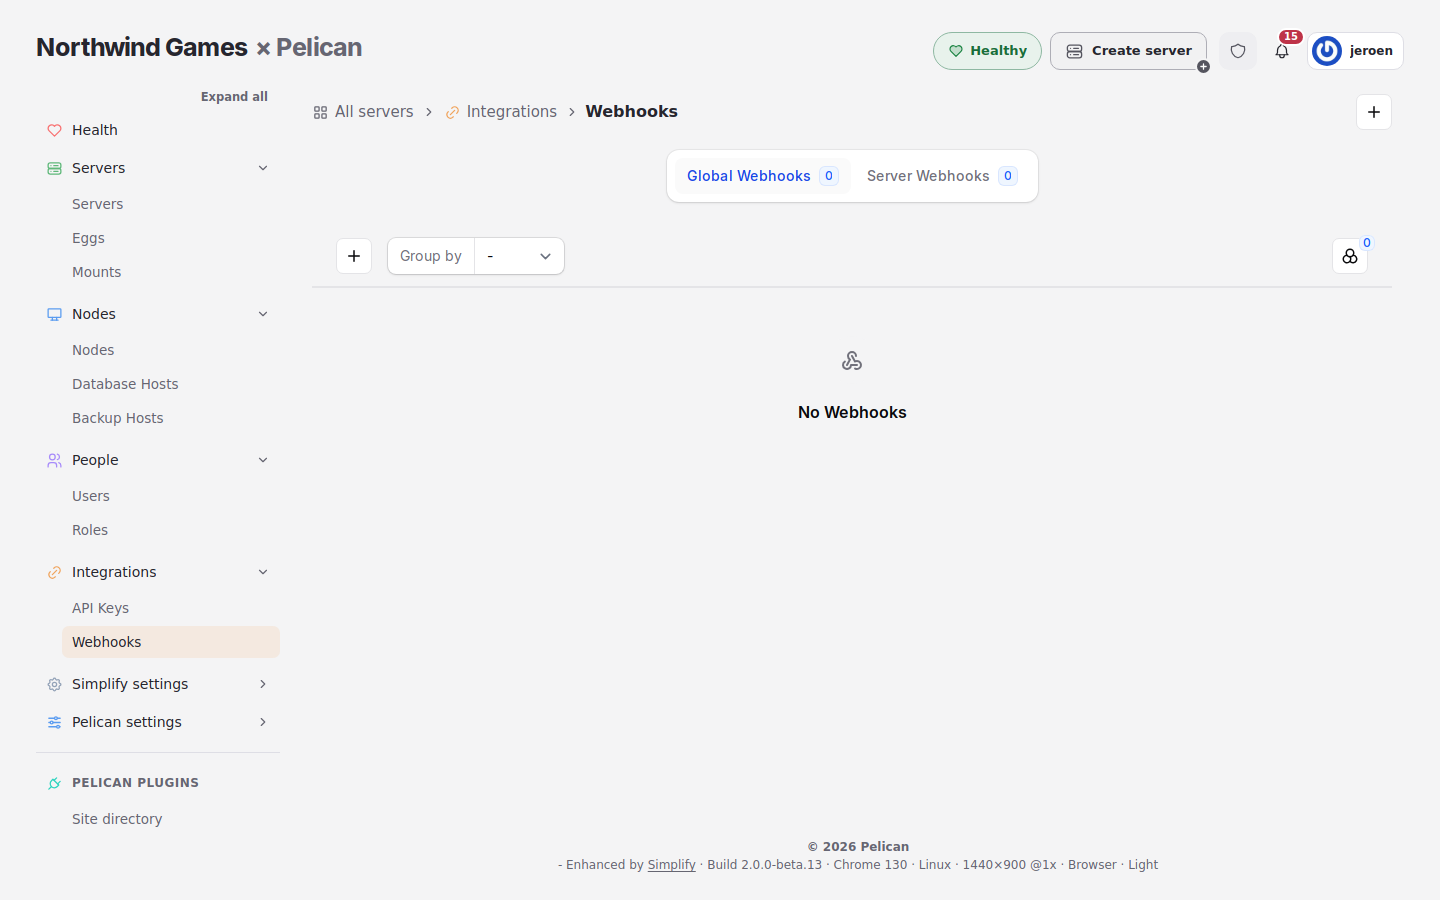 Northwind Games × Pelican
Healthy
Create server
15
jeroen
Expand all
Health
Servers
Servers
Eggs
Mounts
Nodes
Nodes
Database Hosts
Backup Hosts
People
Users
Roles
Integrations
API Keys
Webhooks
Simplify settings
Pelican settings
PELICAN PLUGINS
Site directory
All servers > Integrations > Webhooks
Global Webhooks 0
Server Webhooks 0
Group by -
0
No Webhooks
© 2026 Pelican
- Enhanced by Simplify · Build 2.0.0-beta.13 · Chrome 130 · Linux · 1440×900 @1x · Browser · Light